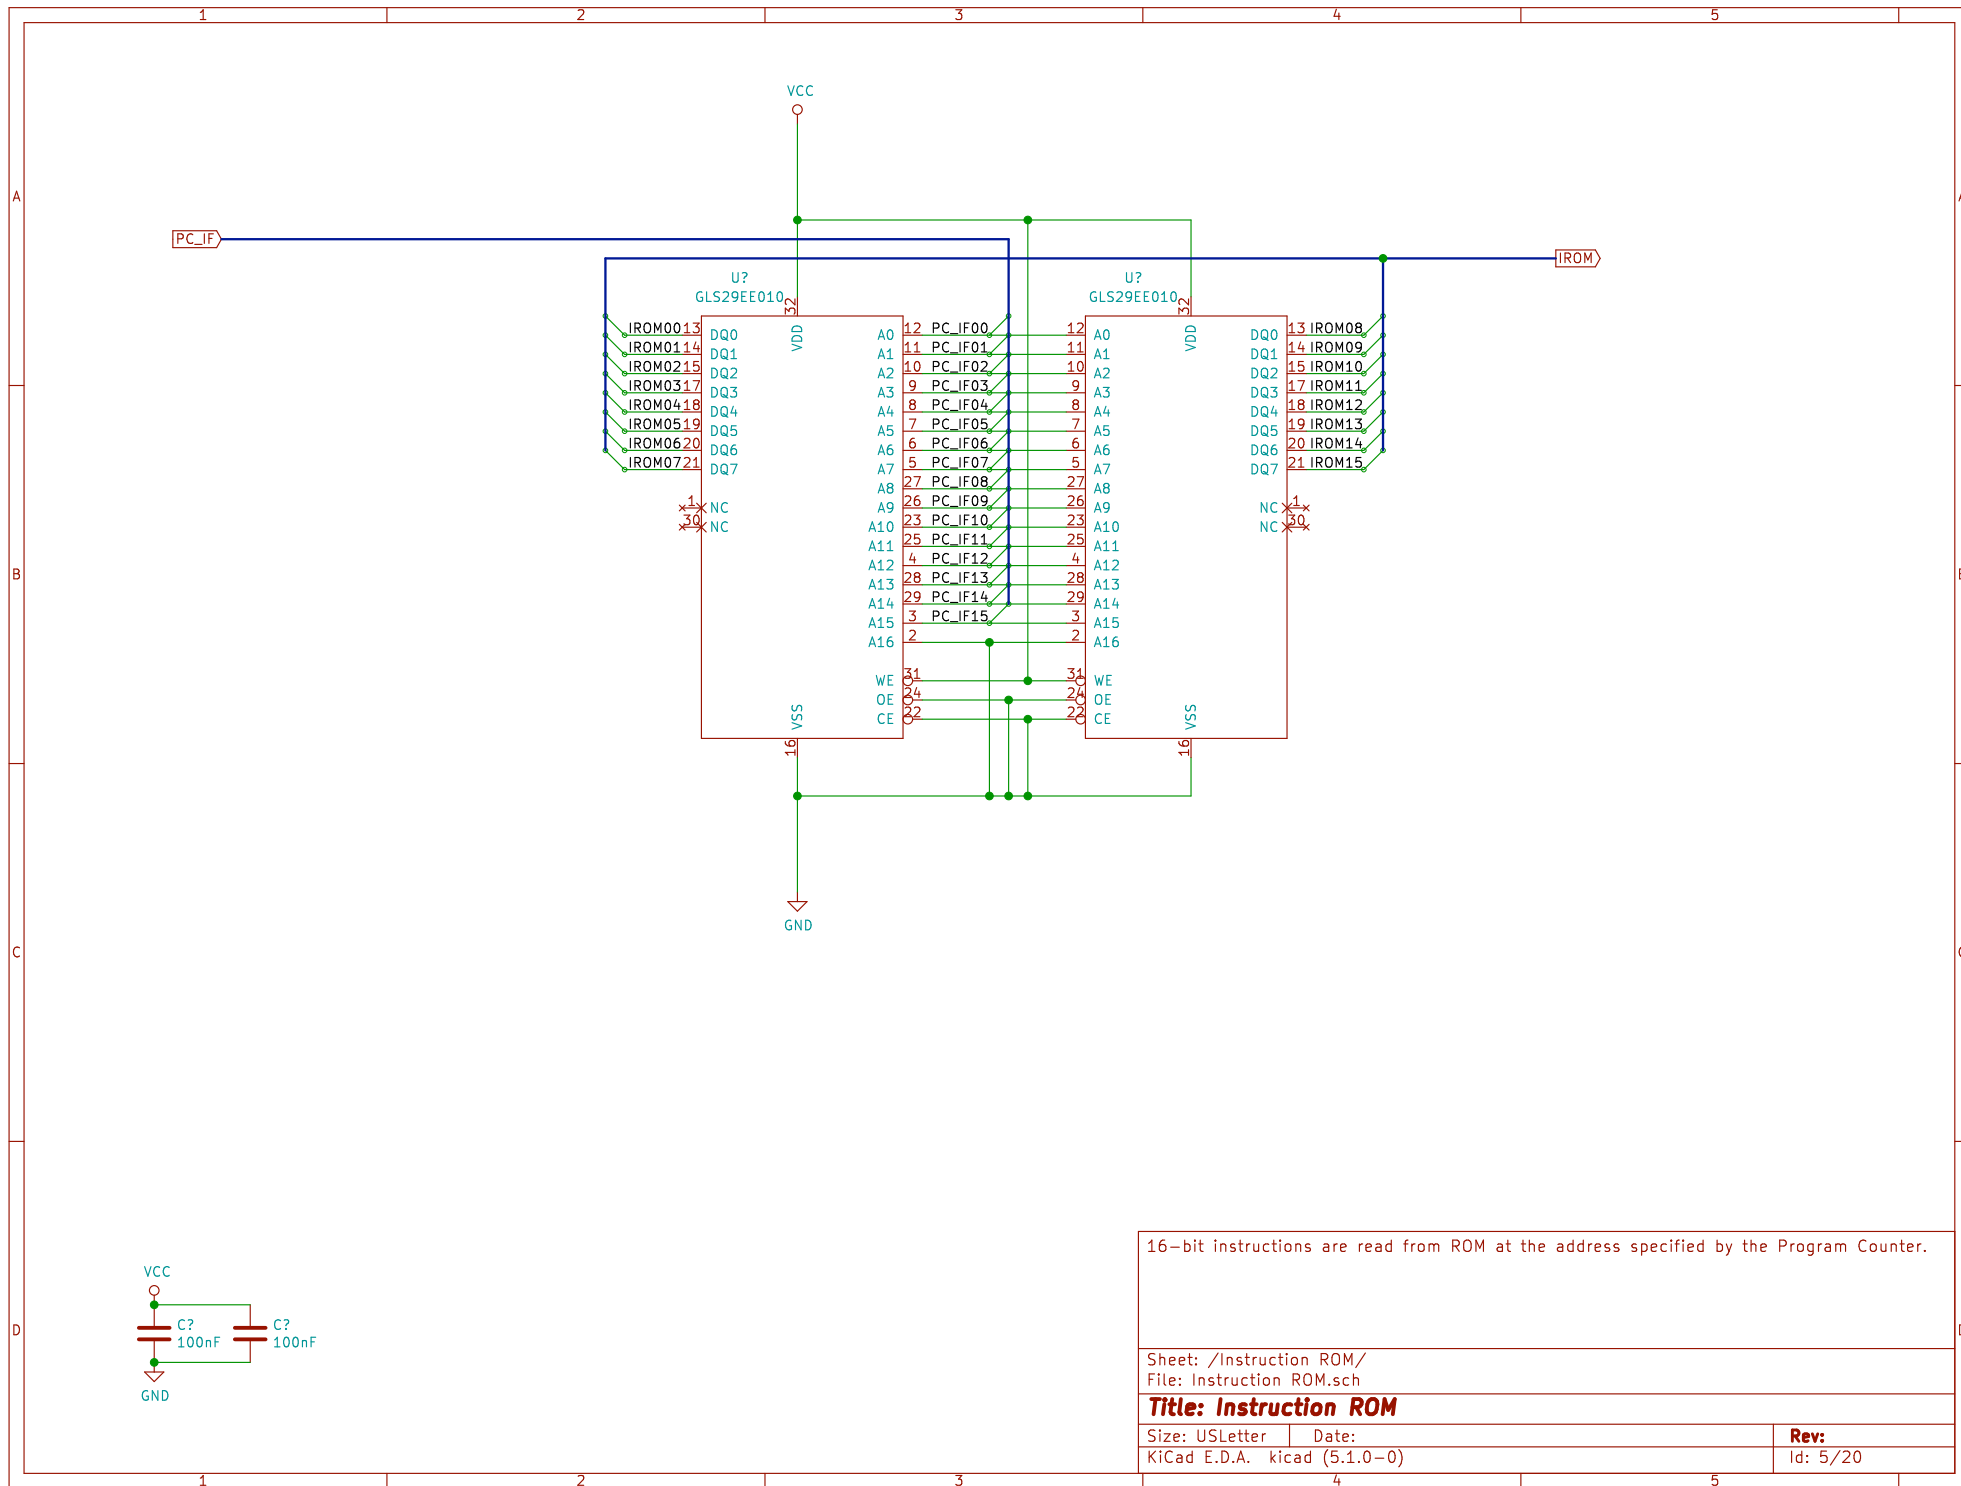 1 2 3 4 5
VCC
A
PC_IF
IROM
U? U?
GLS29EE010 GLS29EE010
32 32
VDD VDD
IROM00 13 DQ0 A0 12 PC_IF00 12 A0 DQ0 13 IROM08
IROM01 14 DQ1 A1 11 PC_IF01 11 A1 DQ1 14 IROM09
IROM02 15 DQ2 A2 10 PC_IF02 10 A2 DQ2 15 IROM10
IROM03 17 DQ3 A3 9 PC_IF03 9 A3 DQ3 17 IROM11
IROM04 18 DQ4 A4 8 PC_IF04 8 A4 DQ4 18 IROM12
IROM05 19 DQ5 A5 7 PC_IF05 7 A5 DQ5 19 IROM13
IROM06 20 DQ6 A6 6 PC_IF06 6 A6 DQ6 20 IROM14
IROM07 21 DQ7 A7 5 PC_IF07 5 A7 DQ7 21 IROM15
A8 27 PC_IF08 27 A8
1 NC A9 26 PC_IF09 26 A9 NC 1
30 NC A10 23 PC_IF10 23 A10 NC 30
A11 25 PC_IF11 25 A11
A12 4 PC_IF12 4 A12
B
A13 28 PC_IF13 28 A13
A14 29 PC_IF14 29 A14
A15 3 PC_IF15 3 A15
A16 2 2 A16
WE 31 31 WE
OE 24 24 OE
CE 22 22 CE
VSS VSS
16 16
GND
C
16-bit instructions are read from ROM at the address specified by the Program Counter.
VCC
C? C?
100nF 100nF
D
GND
Sheet: /Instruction ROM/
File: Instruction ROM.sch
Title: Instruction ROM
Size: USLetter Date: Rev:
KiCad E.D.A. kicad (5.1.0-0) Id: 5/20
1 2 3 4 5